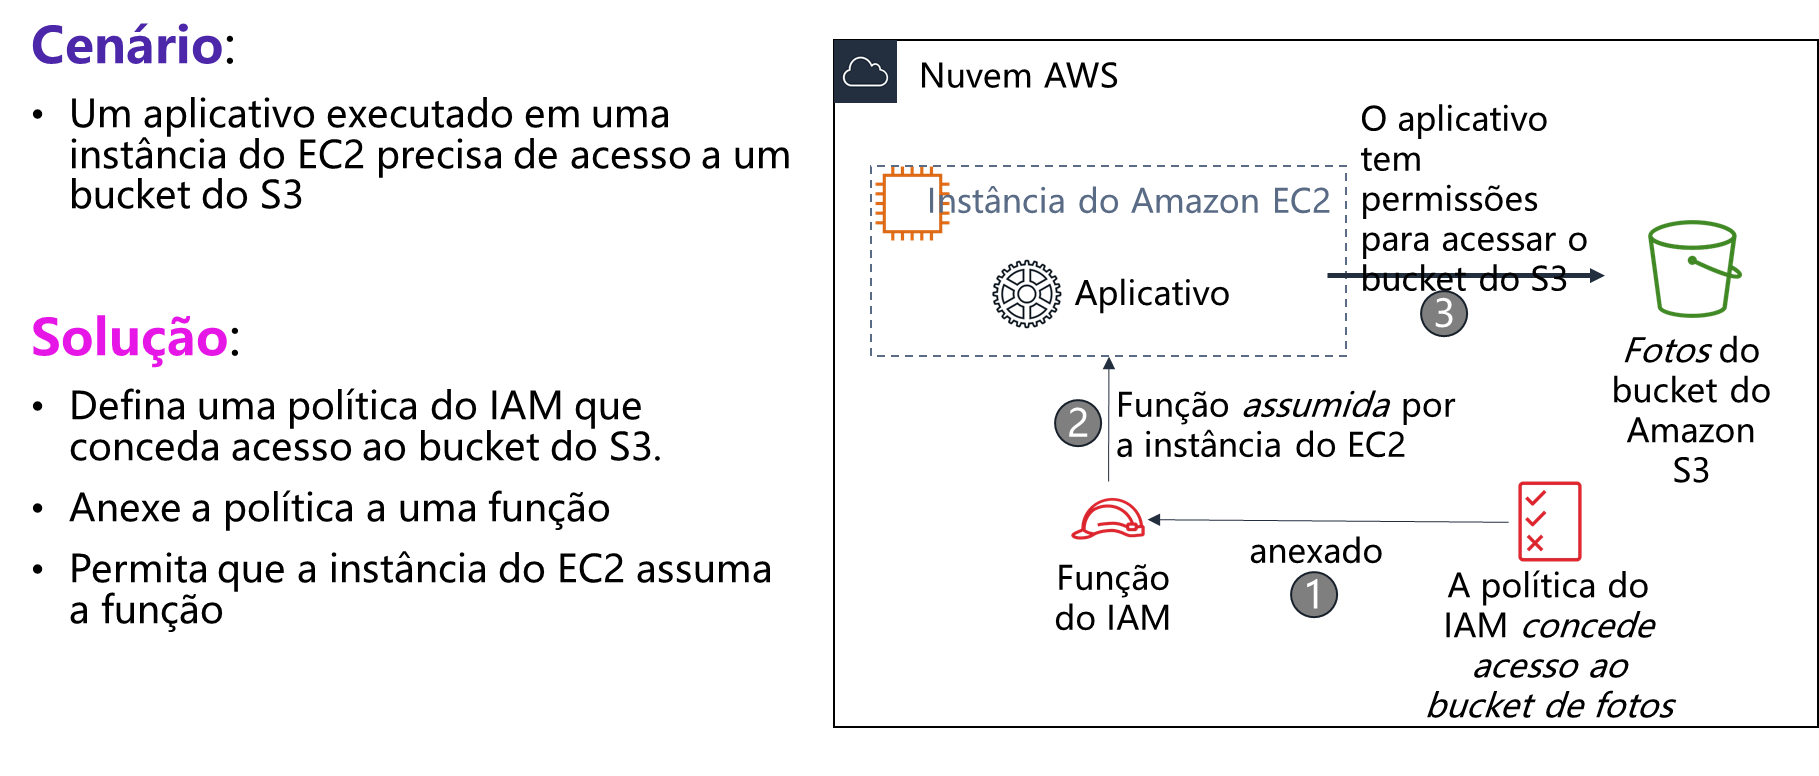 Cenário:
• Um aplicativo executado em uma
instância do EC2 precisa de acesso a um
bucket do S3
Solução:
• Defina uma política do IAM que
conceda acesso ao bucket do S3.
• Anexe a política a uma função
• Permita que a instância do EC2 assuma
a função
Nuvem AWS
Instância do Amazon EC2
Aplicativo
O aplicativo
tem
permissões
para acessar o
bucket do S3
3
Fotos do
bucket do
Amazon
S3
2
Função assumida por
a instância do EC2
Função
do IAM
anexado
1
A política do
IAM concede
acesso ao
bucket de fotos